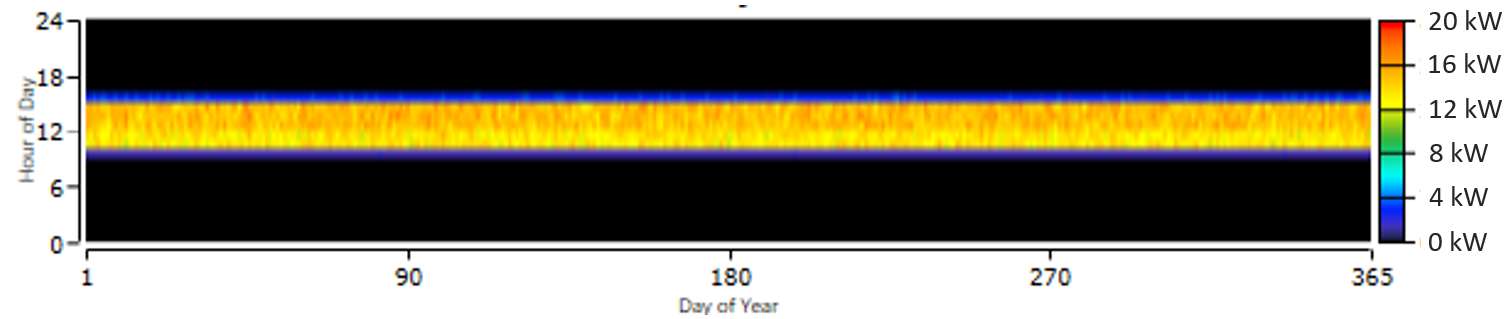 24
18
12
6
0
Hour of Day
1 90 180 270 365
Day of Year
20 kW
16 kW
12 kW
8 kW
4 kW
0 kW